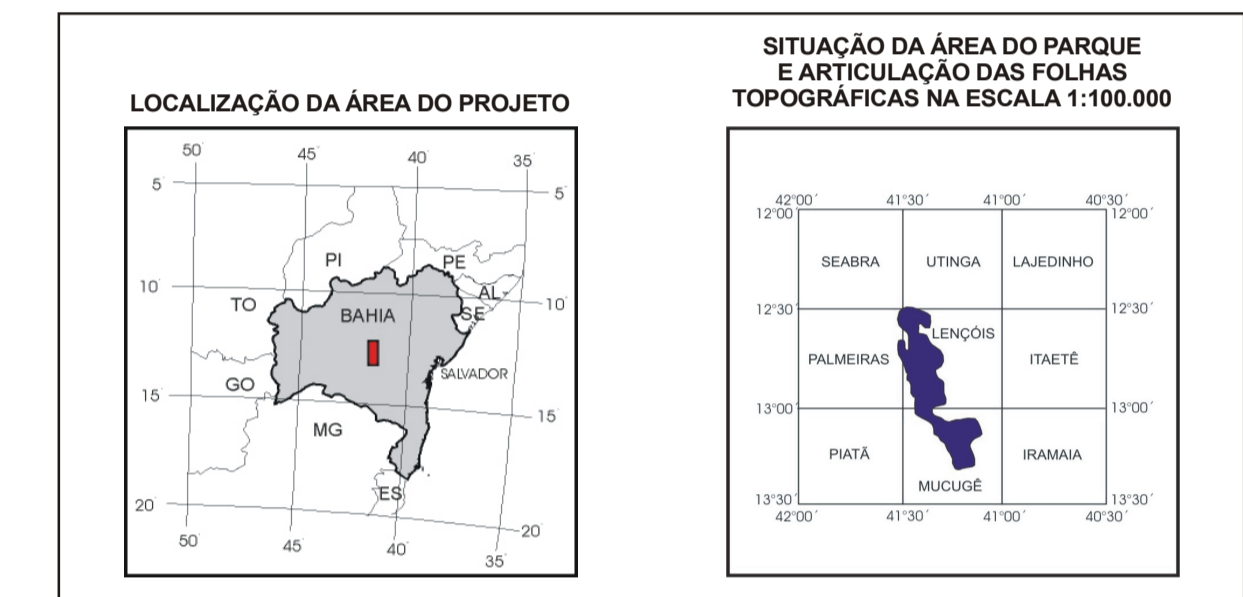 LOCALIZAÇÃO DA ÁREA DO PROJETO
50° 45° 40° 35°
5° 5°
PI PE
AL
10° TO 10°
BAHIA SE
SALVADOR
GO
15° 15°
MG
ES
20° 20°
50° 45° 40° 35°
SITUAÇÃO DA ÁREA DO PARQUE
E ARTICULAÇÃO DAS FOLHAS
TOPOGRÁFICAS NA ESCALA 1:100.000
42°00´ 41°30´ 41°00´ 40°30´
12°00´ 12°00´
SEABRA UTINGA LAJEDINHO
12°30´ 12°30´
LENÇÓIS
PALMEIRAS ITAETÊ
13°00´ 13°00´
PIATÃ IRAMAIA
MUCUGÊ
13°30´ 13°30´
42°00´ 41°30´ 41°00´ 40°30´